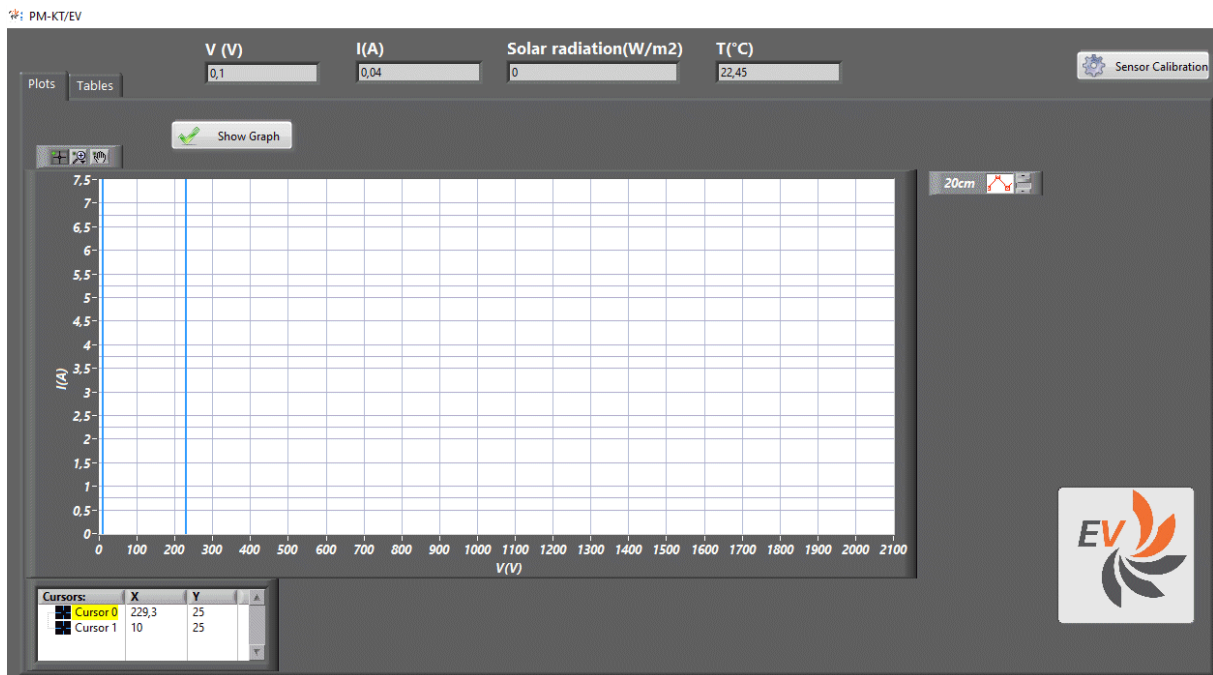 PM-KT/EV
V (V) I(A) Solar radiation(W/m2) T(°C)
0,1 0,04 0 22,45
Sensor Calibration
Plots Tables
Show Graph
20cm
7,5
7
6,5
6
5,5
5
4,5
4
3,5
3
2,5
2
1,5
1
0,5
0
I(A)
0 100 200 300 400 500 600 700 800 900 1000 1100 1200 1300 1400 1500 1600 1700 1800 1900 2000 2100
V(V)
Cursors: X Y
Cursor 0 229,3 25
Cursor 1 10 25
EV